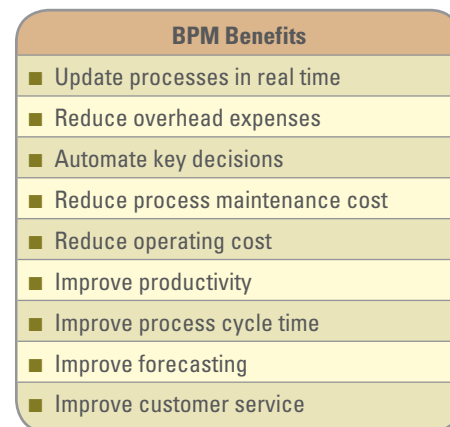 BPM Benefits
■ Update processes in real time
■ Reduce overhead expenses
■ Automate key decisions
■ Reduce process maintenance cost
■ Reduce operating cost
■ Improve productivity
■ Improve process cycle time
■ Improve forecasting
■ Improve customer service